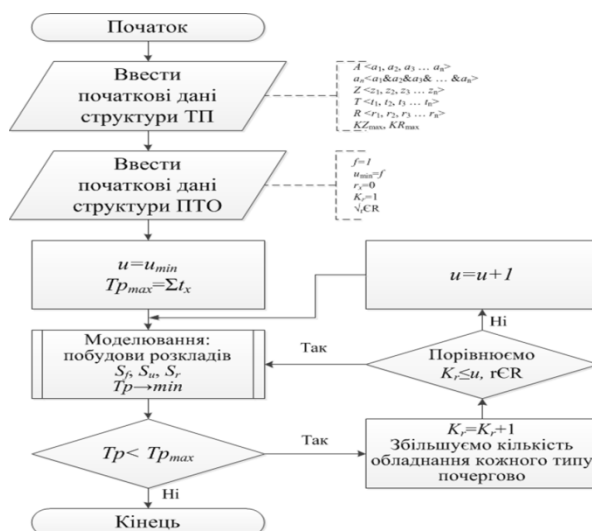 Початок
Ввести
початкові дані
структури ТП
A <a₁, a₂, a₃ … aₙ>
aₙ<a₁&a₂&a₃& … &aₙ>
Z <z₁, z₂, z₃ … zₙ>
T <t₁, t₂, t₃ … tₙ>
R <r₁, r₂, r₃ … rₙ>
KZmax, KRmax
Ввести
початкові дані
структури ПТО
f=1
umin=f
Kr=1
u=umin
Tpmax=Σtx
u=u+1
Ні
Моделювання:
побудови розкладів
Sf, Su, Sr
Tp→min
Так
Порівнюємо
Kr≤u, rЄR
Tp< Tpmax
Так
Kr=Kr+1
Збільшуємо кількість
обладнання кожного типу
почергово
Ні
Кінець